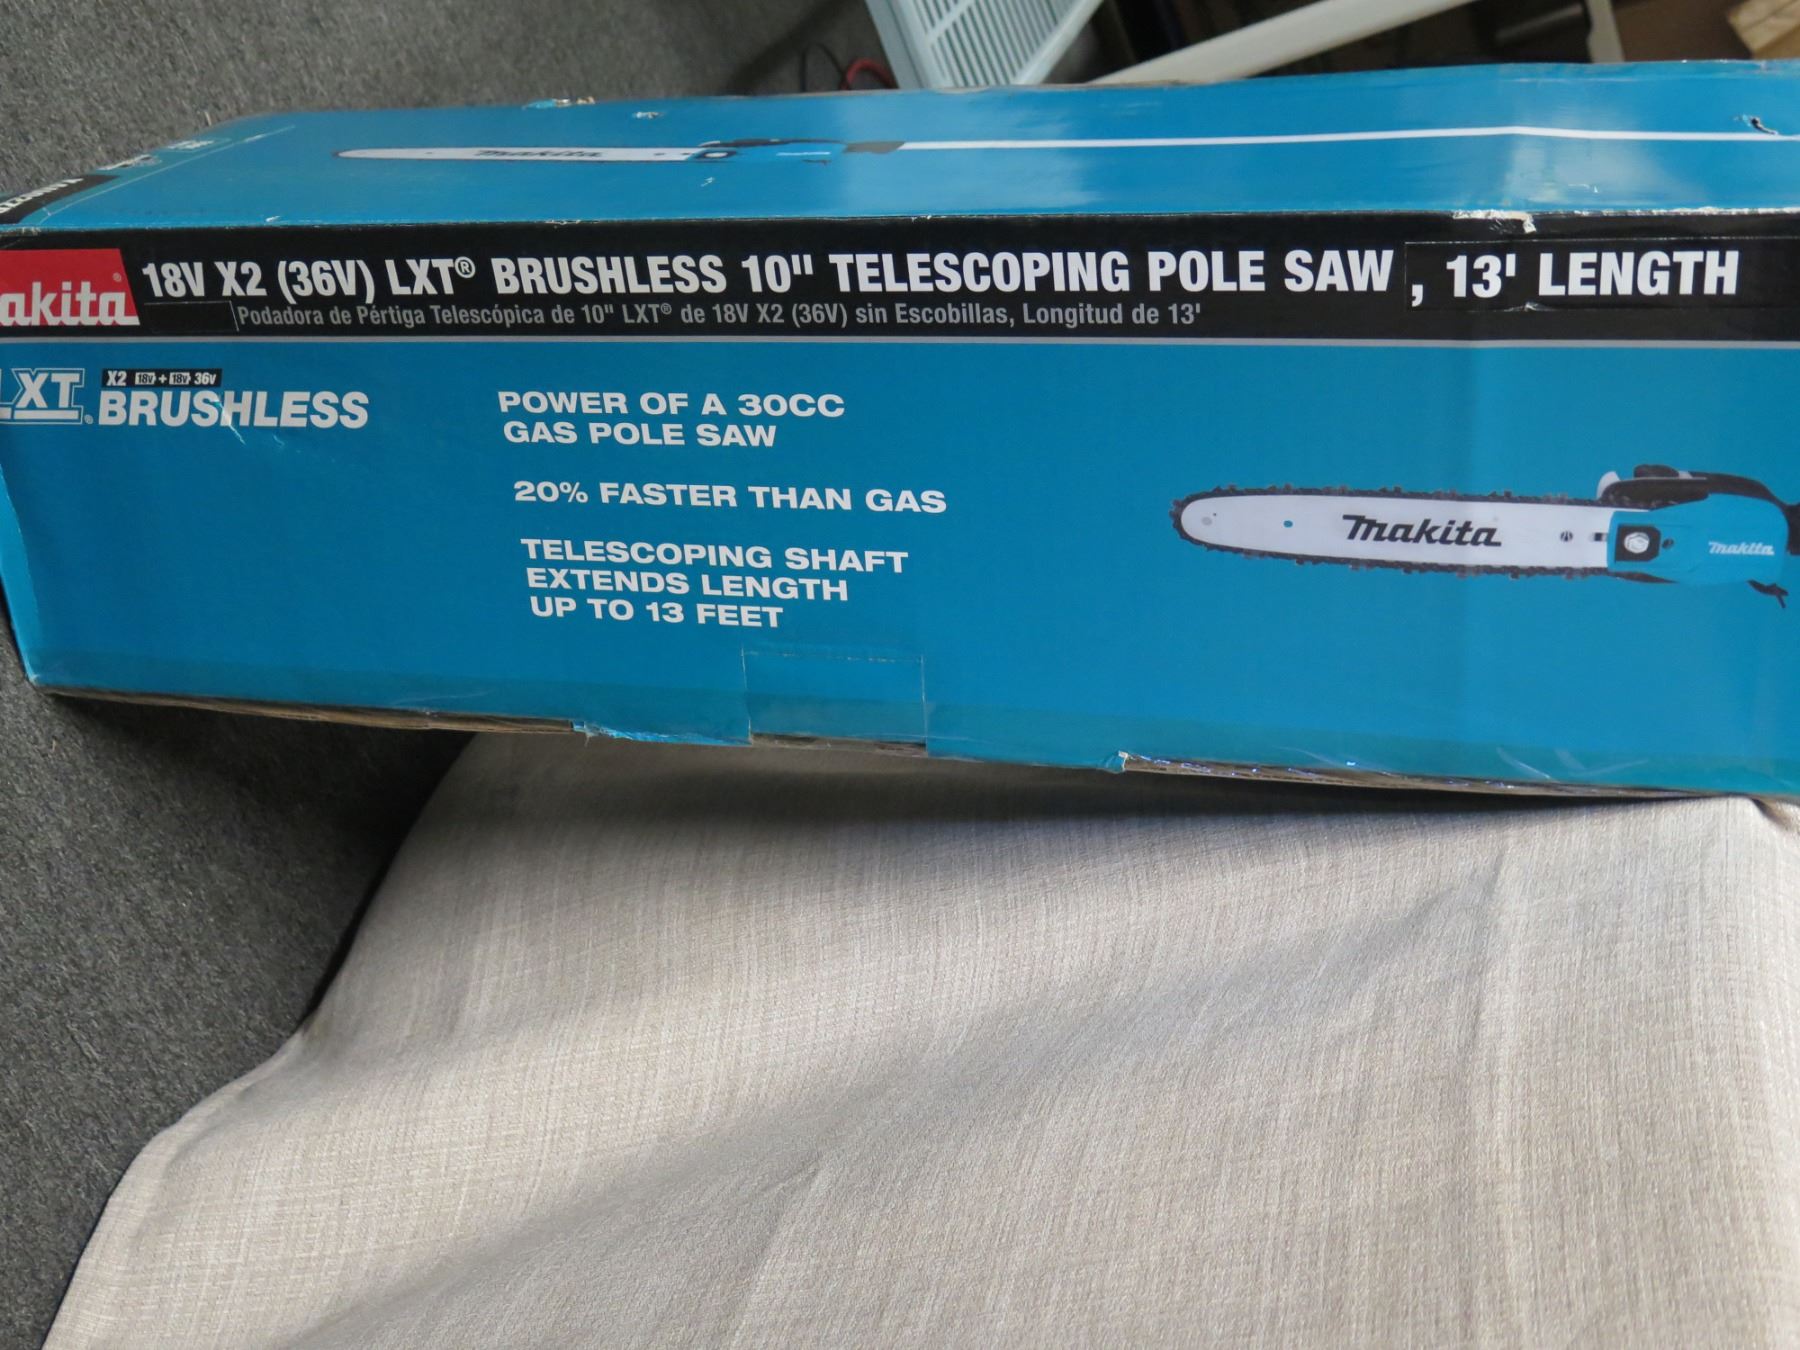 makita
akita®
18V X2 (36V) LXT® BRUSHLESS 10" TELESCOPING POLE SAW , 13' LENGTH
Podadora de Pértiga Telescópica de 10" LXT® de 18V X2 (36V) sin Escobillas, Longitud de 13'
LXT® X2 18V + 18V 36V
BRUSHLESS
POWER OF A 30CC
GAS POLE SAW
20% FASTER THAN GAS
TELESCOPING SHAFT
EXTENDS LENGTH
UP TO 13 FEET
makita
makita